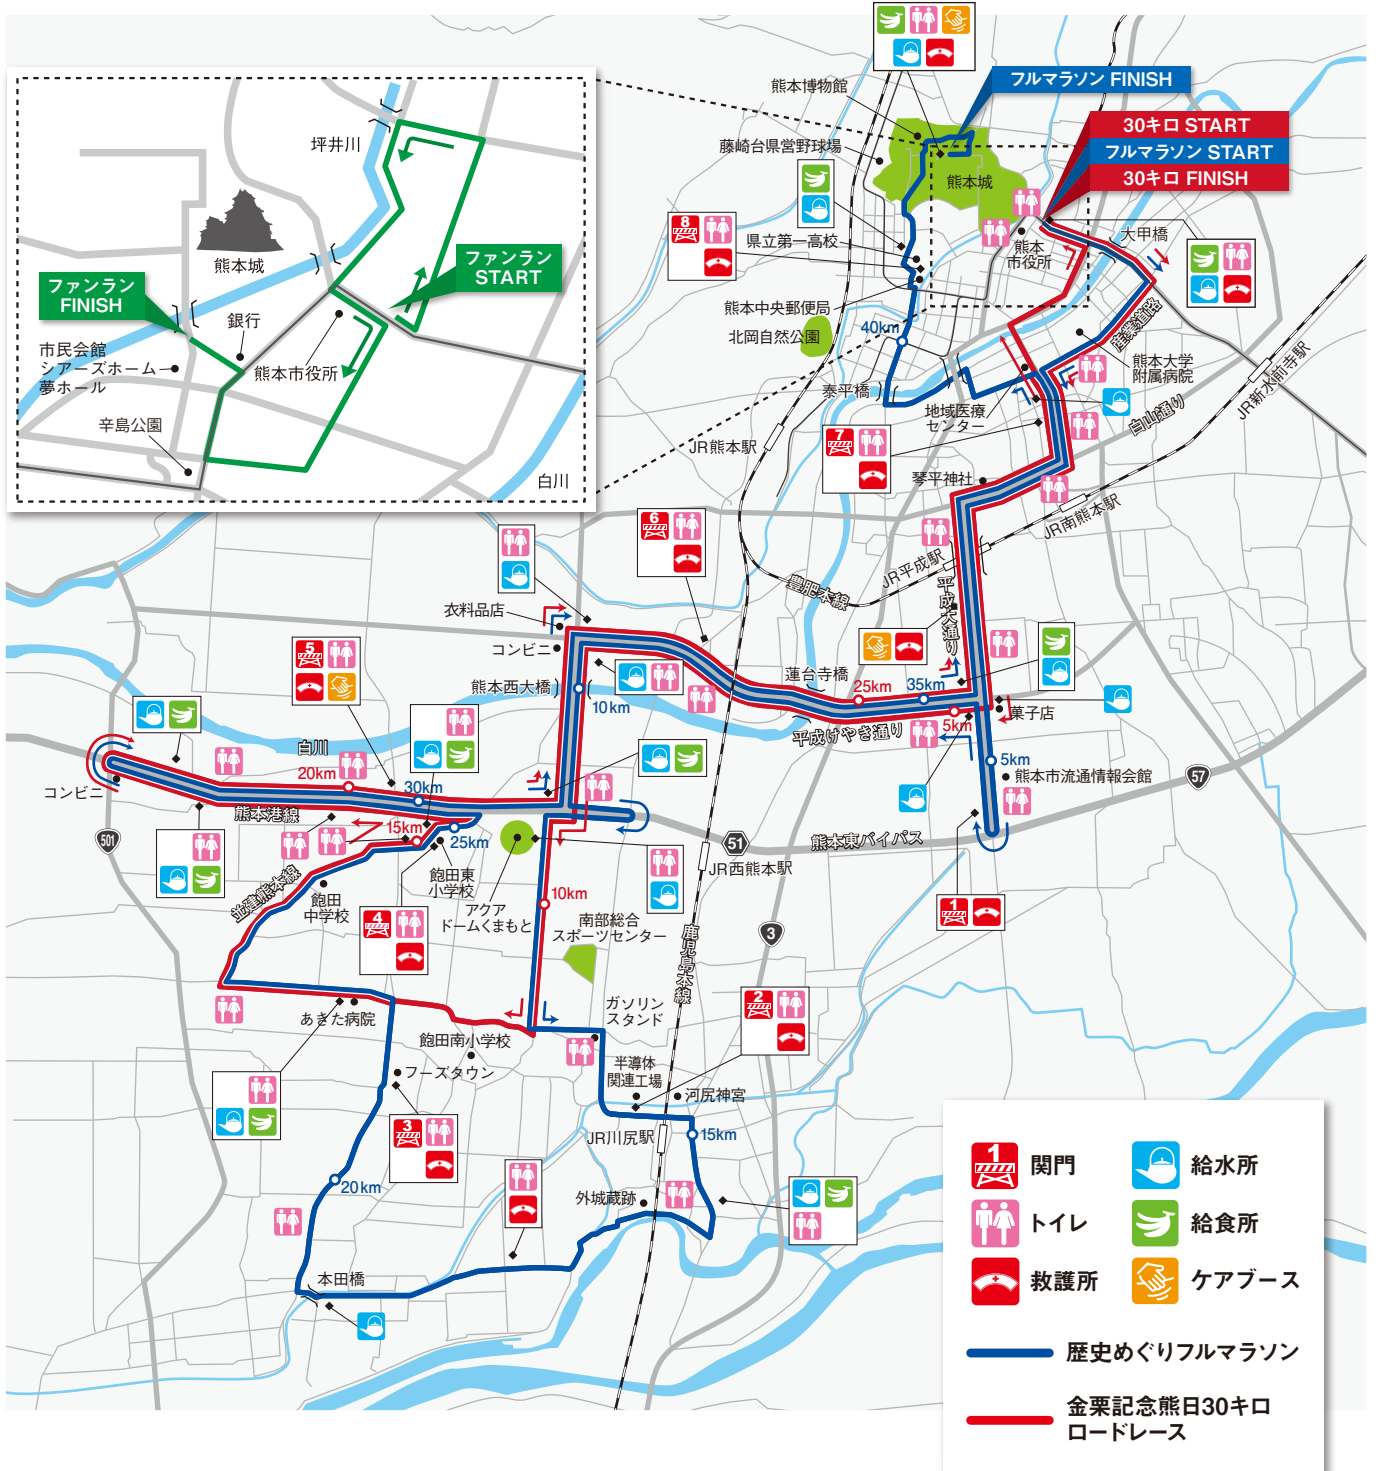 坪井川
熊本城
ファンラン
START
ファンラン
FINISH
銀行
市民会館
シアーズホーム
夢ホール
熊本市役所
辛島公園
白川
フルマラソン FINISH
30キロ START
フルマラソン START
30キロ FINISH
熊本博物館
藤崎台県営野球場
熊本城
県立第一高校
熊本
市役所
大甲橋
8
熊本中央郵便局
40km
北岡自然公園
産業道路
熊本大学
附属病院
JR新水前寺駅
泰平橋
地域医療
センター
白山通り
JR熊本駅
7
琴平神社
JR南熊本駅
6
JR平成駅
豊肥本線
平成大通り
衣料品店
コンビニ
5
熊本西大橋
10km
蓮台寺橋
25km
35km
菓子店
5km
平成けやき通り
白川
5km
熊本市流通情報会館
57
20km
30km
コンビニ
熊本港線
501
15km
25km
51
熊本東バイパス
JR西熊本駅
飽田東
小学校
並建熊本線
飽田
中学校
アクア
ドームくまもと
10km
南部総合
スポーツセンター
1
4
3
鹿児島本線
あきた病院
ガソリン
スタンド
2
飽田南小学校
フーズタウン
半導体
関連工場
河尻神宮
3
JR川尻駅
15km
20km
外城蔵跡
本田橋
1
関門
給水所
トイレ
給食所
救護所
ケアブース
歴史めぐりフルマラソン
金栗記念熊日30キロ
ロードレース